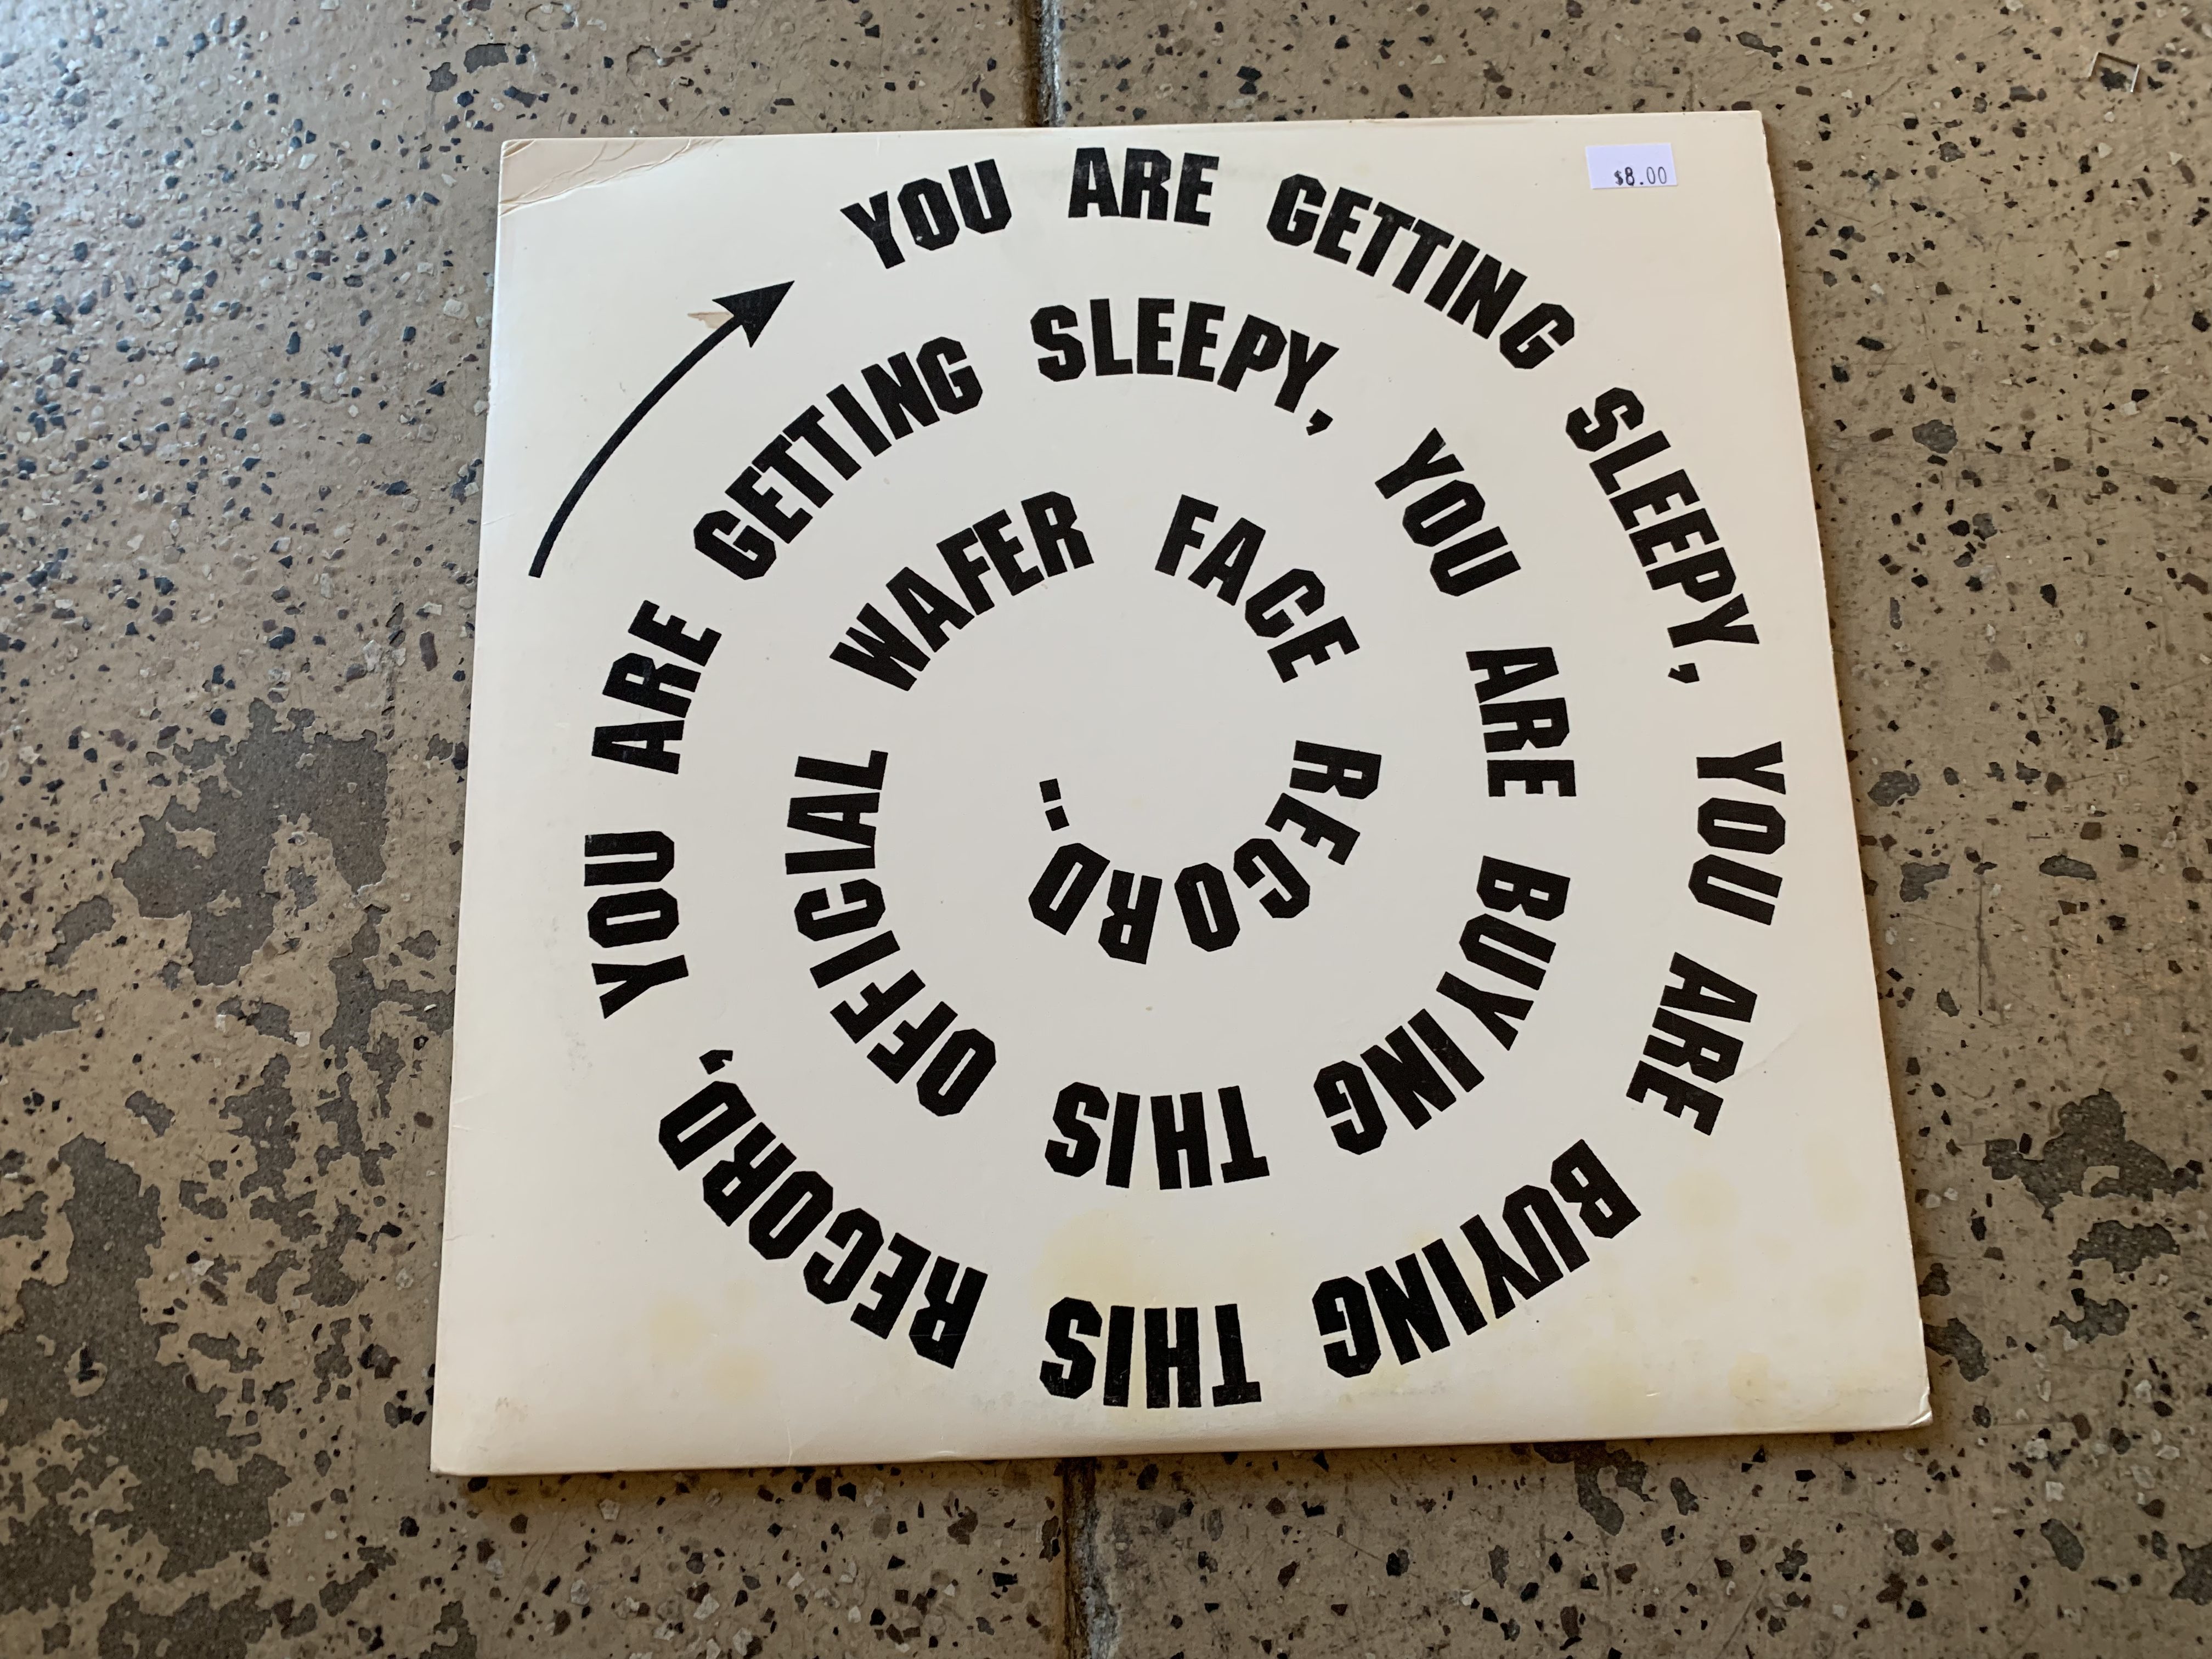 YOU ARE GETTING SLEEPY, YOU ARE BUYING THIS RECORD, YOU ARE GETTING SLEEPY, YOU ARE BUYING THIS OFFICIAL WAFER FACE RECORD..
$8.00